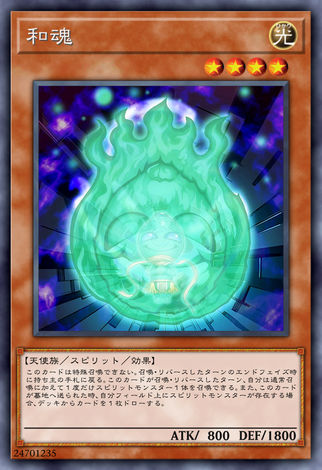 和魂
光
【天使族／スピリット／効果】
このカードは特殊召喚できない。召喚・リバースしたターンのエンドフェイズ時
に持ち主の手札に戻る。このカードが召喚・リバースしたターン、自分は通常召
喚に加えて１度だけスピリットモンスター１体を召喚できる。また、このカード
が墓地へ送られた時、自分フィールド上にスピリットモンスターが存在する場
合、デッキからカードを１枚ドローする。
ATK/ 800 DEF/1800
24701235